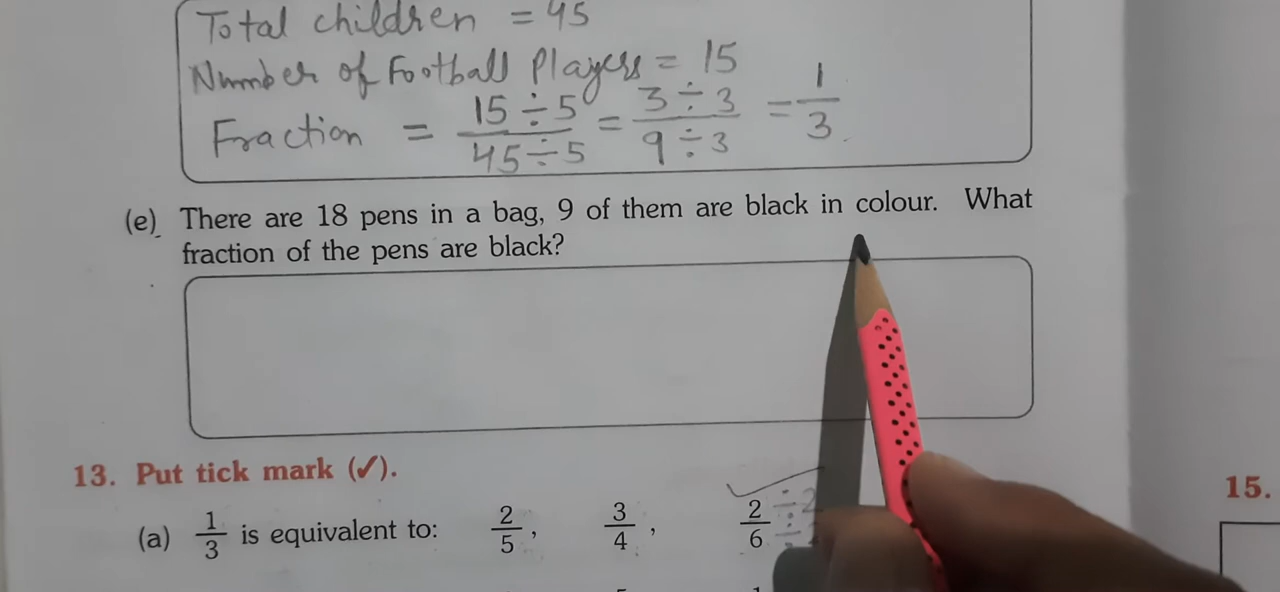 Total children = 45
Number of Football Players = 15
Fraction = 15 ÷ 5 / 45 ÷ 5 = 3 ÷ 3 / 9 ÷ 3 = 1 / 3
(e) There are 18 pens in a bag, 9 of them are black in colour. What
fraction of the pens are black?
13. Put tick mark (✓).
(a) 1/3 is equivalent to: 2/5, 3/4, 2/6 ÷2
15.